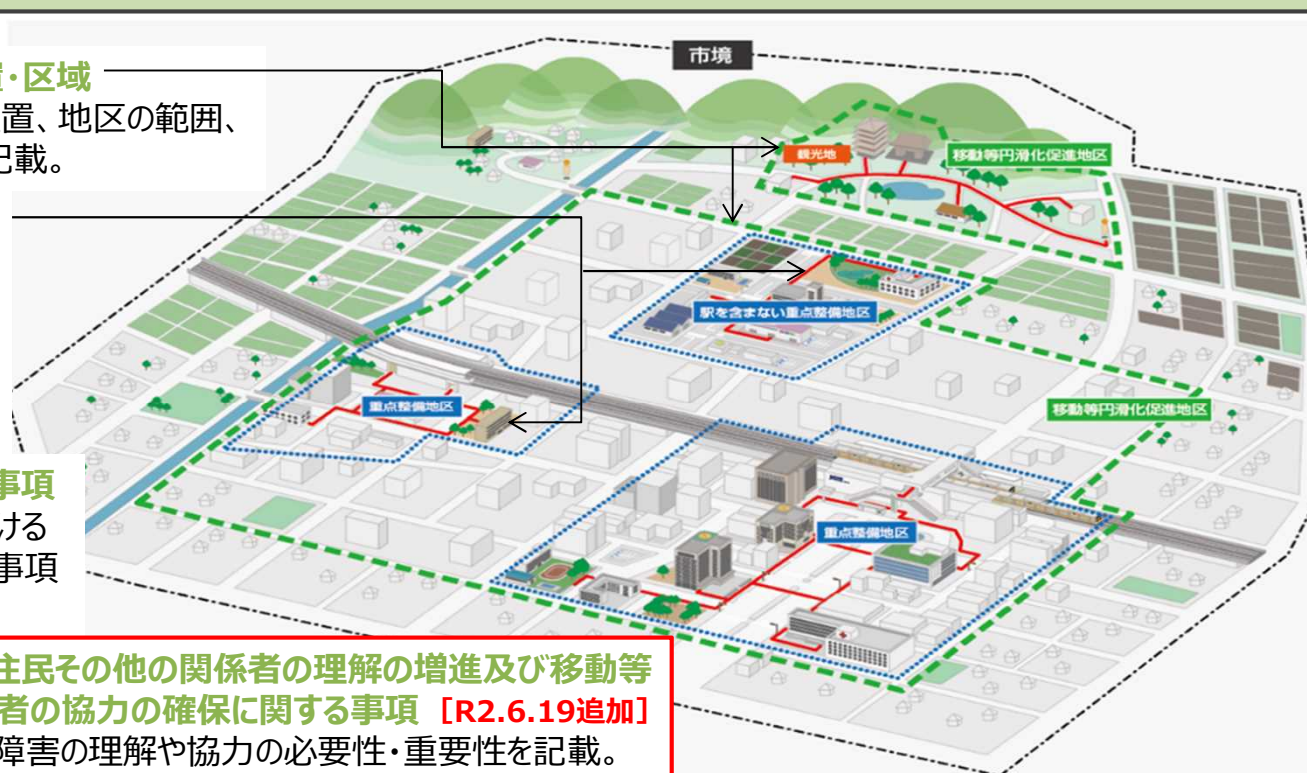 市境
置・区域
置、地区の範囲、
記載。
観光地
移動等円滑化促進地区
駅を含まない重点整備地区
重点整備地区
移動等円滑化促進地区
事項
ける
事項
重点整備地区
住民その他の関係者の理解の増進及び移動等
者の協力の確保に関する事項 [R2.6.19追加]
障害の理解や協力の必要性・重要性を記載。